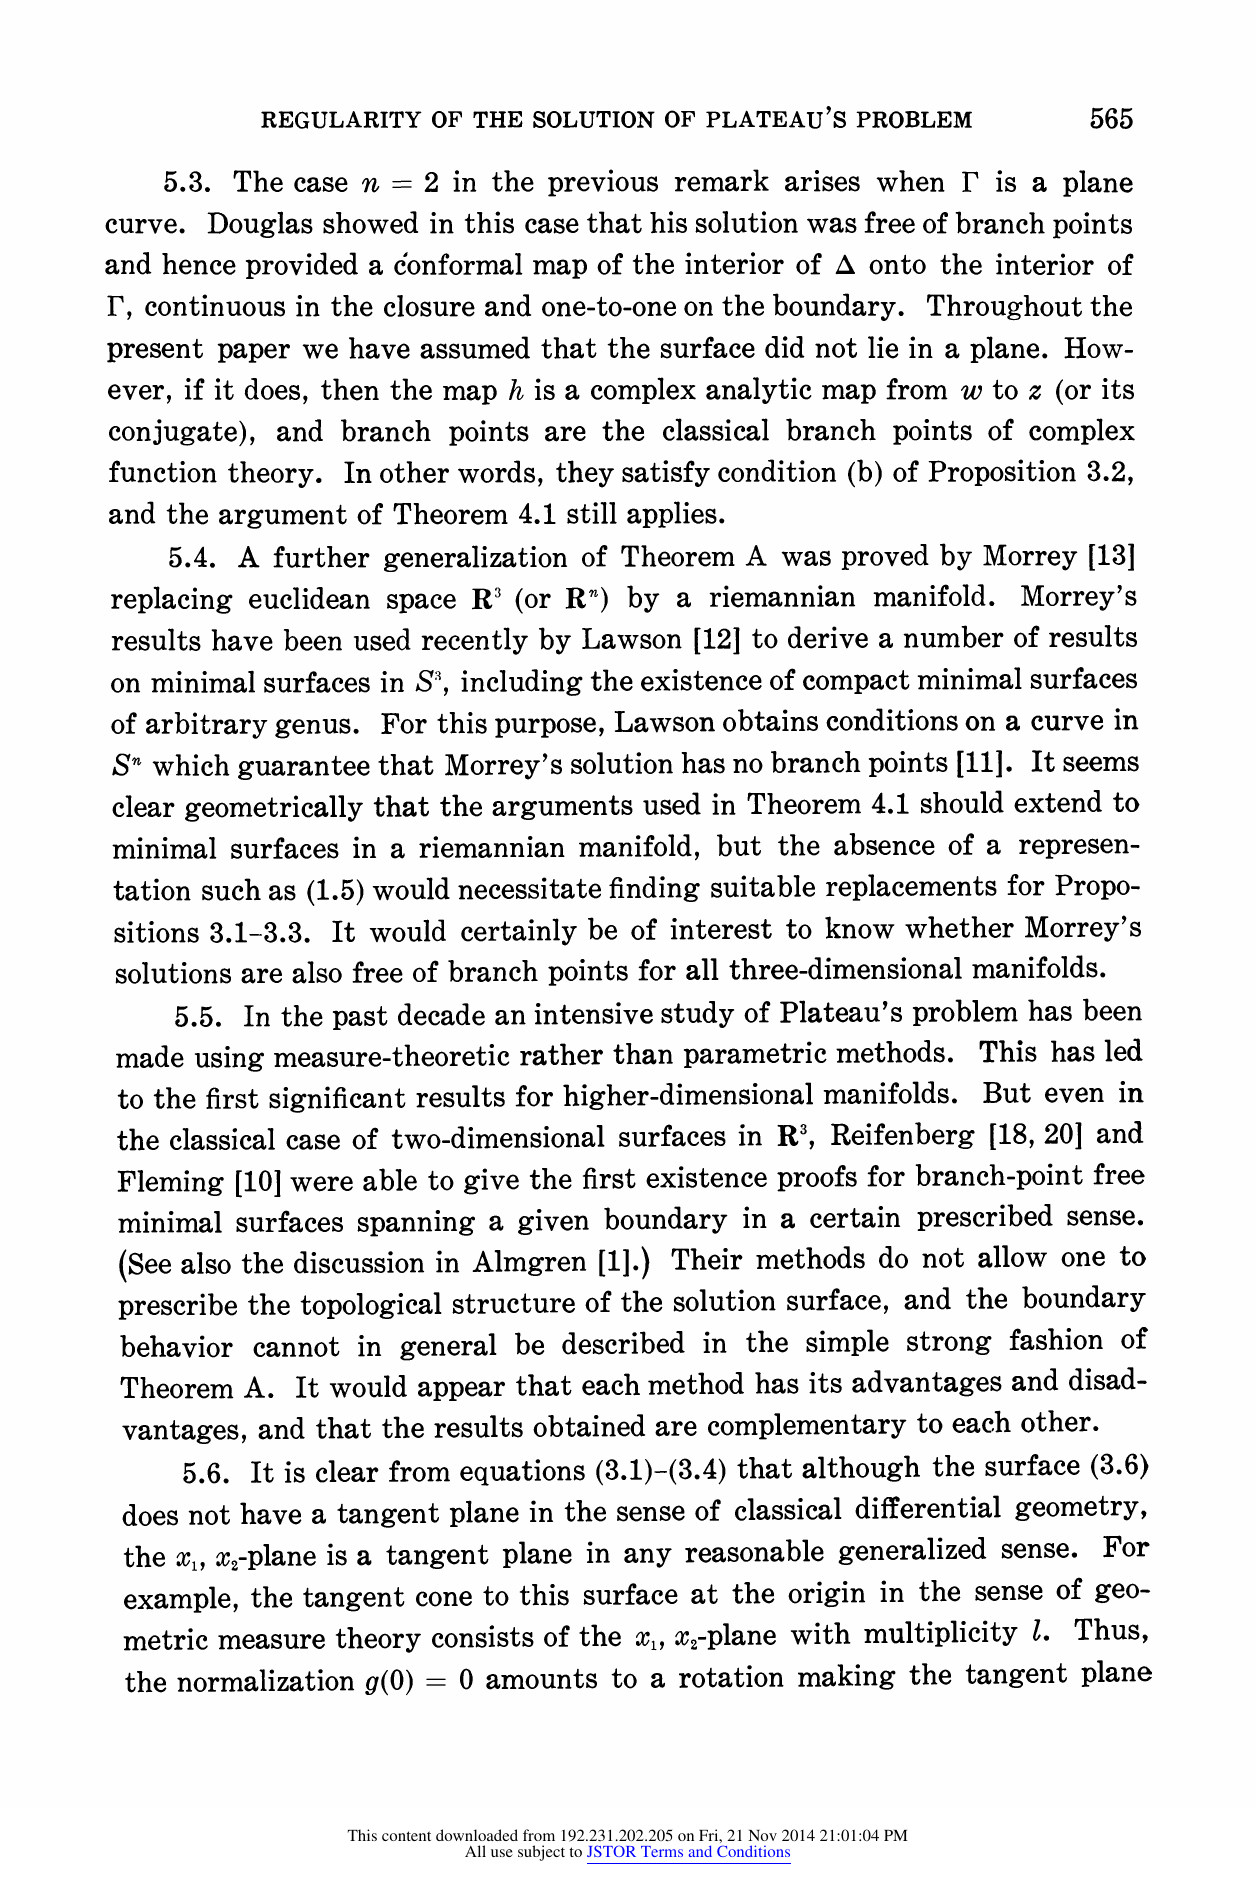 REGULARITY OF THE SOLUTION OF PLATEAU'S PROBLEM 565
5.3. The case n = 2 in the previous remark arises when Γ is a plane
curve. Douglas showed in this case that his solution was free of branch points
and hence provided a conformal map of the interior of Δ onto the interior of
Γ, continuous in the closure and one-to-one on the boundary. Throughout the
present paper we have assumed that the surface did not lie in a plane. How-
ever, if it does, then the map h is a complex analytic map from w to z (or its
conjugate), and branch points are the classical branch points of complex
function theory. In other words, they satisfy condition (b) of Proposition 3.2,
and the argument of Theorem 4.1 still applies.
5.4. A further generalization of Theorem A was proved by Morrey [13]
replacing euclidean space R³ (or Rⁿ) by a riemannian manifold. Morrey's
results have been used recently by Lawson [12] to derive a number of results
on minimal surfaces in S³, including the existence of compact minimal surfaces
of arbitrary genus. For this purpose, Lawson obtains conditions on a curve in
Sⁿ which guarantee that Morrey's solution has no branch points [11]. It seems
clear geometrically that the arguments used in Theorem 4.1 should extend to
minimal surfaces in a riemannian manifold, but the absence of a represen-
tation such as (1.5) would necessitate finding suitable replacements for Propo-
sitions 3.1–3.3. It would certainly be of interest to know whether Morrey's
solutions are also free of branch points for all three-dimensional manifolds.
5.5. In the past decade an intensive study of Plateau's problem has been
made using measure-theoretic rather than parametric methods. This has led
to the first significant results for higher-dimensional manifolds. But even in
the classical case of two-dimensional surfaces in R³, Reifenberg [18, 20] and
Fleming [10] were able to give the first existence proofs for branch-point free
minimal surfaces spanning a given boundary in a certain prescribed sense.
(See also the discussion in Almgren [1].) Their methods do not allow one to
prescribe the topological structure of the solution surface, and the boundary
behavior cannot in general be described in the simple strong fashion of
Theorem A. It would appear that each method has its advantages and disad-
vantages, and that the results obtained are complementary to each other.
5.6. It is clear from equations (3.1)–(3.4) that although the surface (3.6)
does not have a tangent plane in the sense of classical differential geometry,
the x₁, x₂-plane is a tangent plane in any reasonable generalized sense. For
example, the tangent cone to this surface at the origin in the sense of geo-
metric measure theory consists of the x₁, x₂-plane with multiplicity l. Thus,
the normalization g(0) = 0 amounts to a rotation making the tangent plane
This content downloaded from 192.231.202.205 on Fri, 21 Nov 2014 21:01:04 PM
All use subject to JSTOR Terms and Conditions